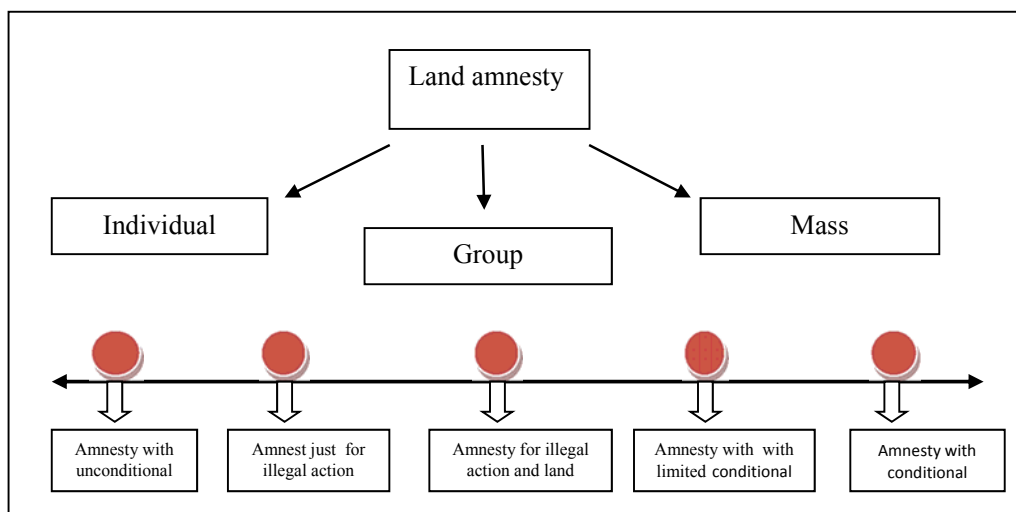 Land amnesty
Individual
Group
Mass
Amnesty with
unconditional
Amnest just for
illegal action
Amnesty for illegal
action and land
Amnesty with with
limited conditional
Amnesty with
conditional